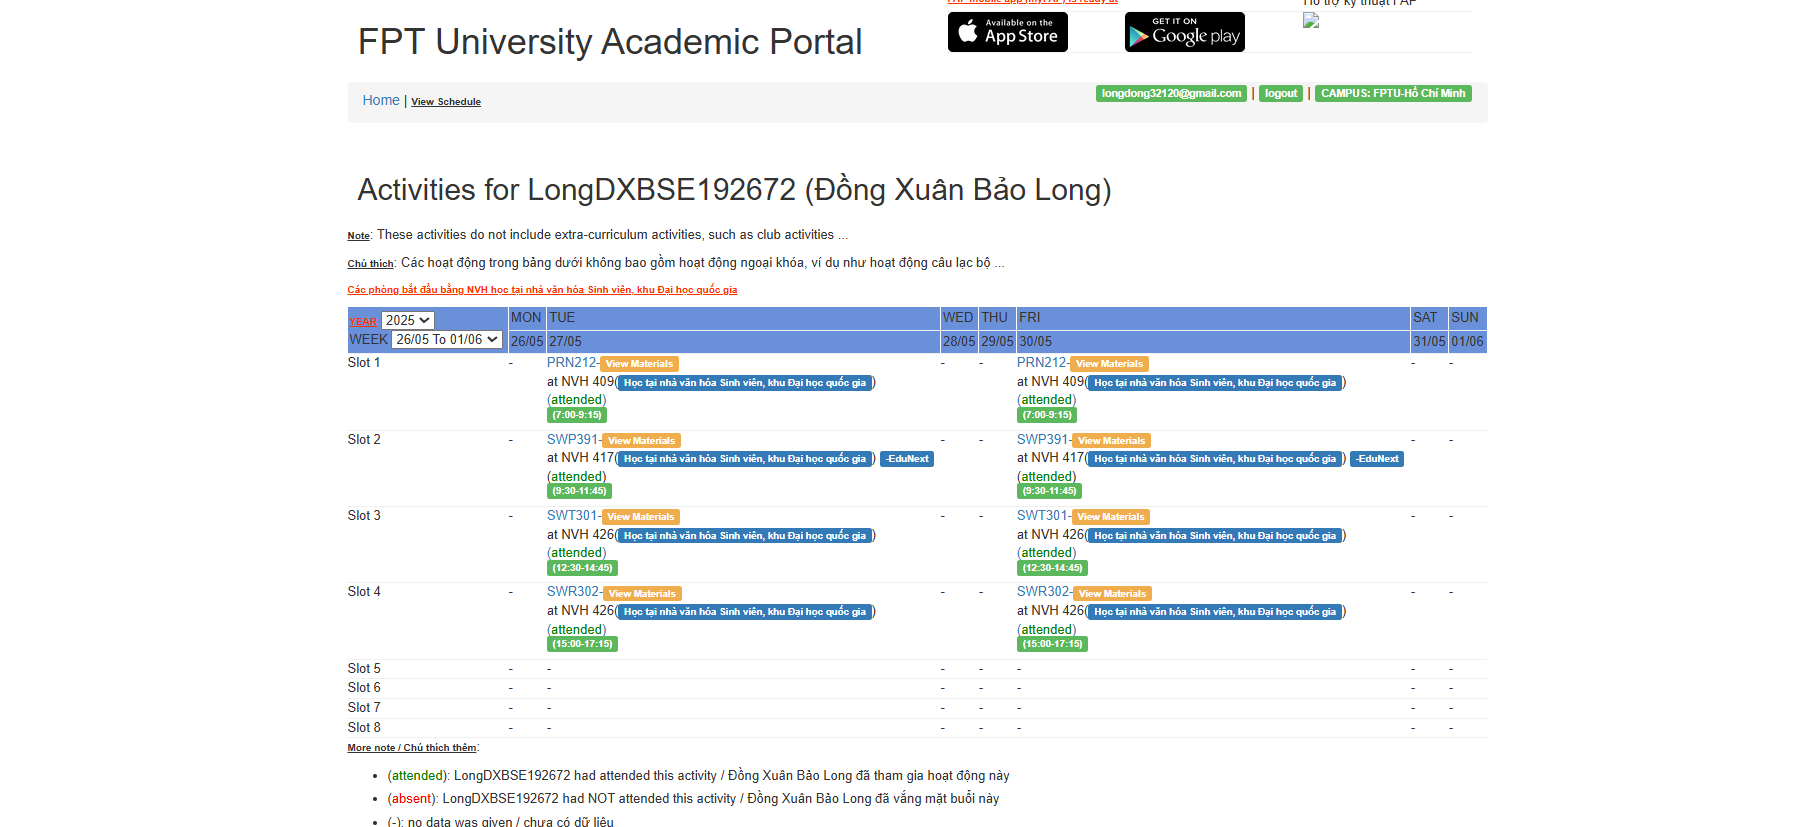 FAP mobile app (myFAP) is ready at
Hỗ trợ kỹ thuật FAP
FPT University Academic Portal
Available on the App Store
GET IT ON Google play
Home | View Schedule
longdong32120@gmail.com | logout | CAMPUS: FPTU-Hồ Chí Minh
Activities for LongDXBSE192672 (Đồng Xuân Bảo Long)
Note: These activities do not include extra-curriculum activities, such as club activities ...
Chú thích: Các hoạt động trong bảng dưới không bao gồm hoạt động ngoại khóa, ví dụ như hoạt động câu lạc bộ ...
Các phòng bắt đầu bằng NVH học tại nhà văn hóa Sinh viên, khu Đại học quốc gia
YEAR 2025 MON TUE WED THU FRI SAT SUN
WEEK 26/05 To 01/06 26/05 27/05 28/05 29/05 30/05 31/05 01/06
Slot 1 - PRN212-View Materials - - PRN212-View Materials - -
at NVH 409(Học tại nhà văn hóa Sinh viên, khu Đại học quốc gia) at NVH 409(Học tại nhà văn hóa Sinh viên, khu Đại học quốc gia)
(attended) (attended)
(7:00-9:15) (7:00-9:15)
Slot 2 - SWP391-View Materials - - SWP391-View Materials - -
at NVH 417(Học tại nhà văn hóa Sinh viên, khu Đại học quốc gia) -EduNext at NVH 417(Học tại nhà văn hóa Sinh viên, khu Đại học quốc gia) -EduNext
(attended) (attended)
(9:30-11:45) (9:30-11:45)
Slot 3 - SWT301-View Materials - - SWT301-View Materials - -
at NVH 426(Học tại nhà văn hóa Sinh viên, khu Đại học quốc gia) at NVH 426(Học tại nhà văn hóa Sinh viên, khu Đại học quốc gia)
(attended) (attended)
(12:30-14:45) (12:30-14:45)
Slot 4 - SWR302-View Materials - - SWR302-View Materials - -
at NVH 426(Học tại nhà văn hóa Sinh viên, khu Đại học quốc gia) at NVH 426(Học tại nhà văn hóa Sinh viên, khu Đại học quốc gia)
(attended) (attended)
(15:00-17:15) (15:00-17:15)
Slot 5 - - - - - - -
Slot 6 - - - - - - -
Slot 7 - - - - - - -
Slot 8 - - - - - - -
More note / Chú thích thêm:
• (attended): LongDXBSE192672 had attended this activity / Đồng Xuân Bảo Long đã tham gia hoạt động này
• (absent): LongDXBSE192672 had NOT attended this activity / Đồng Xuân Bảo Long đã vắng mặt buổi này
• (-): no data was given / chưa có dữ liệu